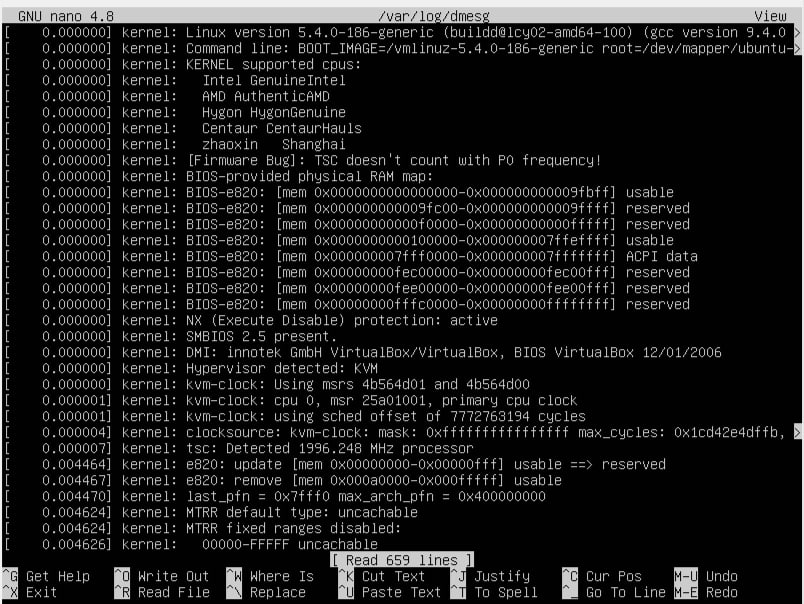 GNU nano 4.8 /var/log/dmesg View
[    0.000000] kernel: Linux version 5.4.0-186-generic (buildd@lcy02-amd64-100) (gcc version 9.4.0 >
[    0.000000] kernel: Command line: BOOT_IMAGE=/vmlinuz-5.4.0-186-generic root=/dev/mapper/ubuntu->
[    0.000000] kernel: KERNEL supported cpus:
[    0.000000] kernel:   Intel GenuineIntel
[    0.000000] kernel:   AMD AuthenticAMD
[    0.000000] kernel:   Hygon HygonGenuine
[    0.000000] kernel:   Centaur CentaurHauls
[    0.000000] kernel:   zhaoxin   Shanghai
[    0.000000] kernel: [Firmware Bug]: TSC doesn't count with P0 frequency!
[    0.000000] kernel: BIOS-provided physical RAM map:
[    0.000000] kernel: BIOS-e820: [mem 0x0000000000000000-0x000000000009fbff] usable
[    0.000000] kernel: BIOS-e820: [mem 0x000000000009fc00-0x000000000009ffff] reserved
[    0.000000] kernel: BIOS-e820: [mem 0x00000000000f0000-0x00000000000fffff] reserved
[    0.000000] kernel: BIOS-e820: [mem 0x0000000000100000-0x000000007ffeffff] usable
[    0.000000] kernel: BIOS-e820: [mem 0x000000007fff0000-0x000000007fffffff] ACPI data
[    0.000000] kernel: BIOS-e820: [mem 0x00000000fec00000-0x00000000fec00fff] reserved
[    0.000000] kernel: BIOS-e820: [mem 0x00000000fee00000-0x00000000fee00fff] reserved
[    0.000000] kernel: BIOS-e820: [mem 0x00000000fffc0000-0x00000000ffffffff] reserved
[    0.000000] kernel: NX (Execute Disable) protection: active
[    0.000000] kernel: SMBIOS 2.5 present.
[    0.000000] kernel: DMI: innotek GmbH VirtualBox/VirtualBox, BIOS VirtualBox 12/01/2006
[    0.000000] kernel: Hypervisor detected: KVM
[    0.000000] kernel: kvm-clock: Using msrs 4b564d01 and 4b564d00
[    0.000001] kernel: kvm-clock: cpu 0, msr 25a01001, primary cpu clock
[    0.000001] kernel: kvm-clock: using sched offset of 7772763194 cycles
[    0.000004] kernel: clocksource: kvm-clock: mask: 0xffffffffffffffff max_cycles: 0x1cd42e4dffb,>
[    0.000007] kernel: tsc: Detected 1996.248 MHz processor
[    0.004464] kernel: e820: update [mem 0x00000000-0x00000fff] usable ==> reserved
[    0.004467] kernel: e820: remove [mem 0x000a0000-0x000fffff] usable
[    0.004470] kernel: last_pfn = 0x7fff0 max_arch_pfn = 0x400000000
[    0.004624] kernel: MTRR default type: uncachable
[    0.004624] kernel: MTRR fixed ranges disabled:
[    0.004626] kernel:   00000-FFFFF uncachable
[ Read 659 lines ]
^G Get Help ^O Write Out ^W Where Is ^K Cut Text ^J Justify ^C Cur Pos M-U Undo
^X Exit ^R Read File ^\ Replace ^U Paste Text ^T To Spell ^_ Go To Line M-E Redo